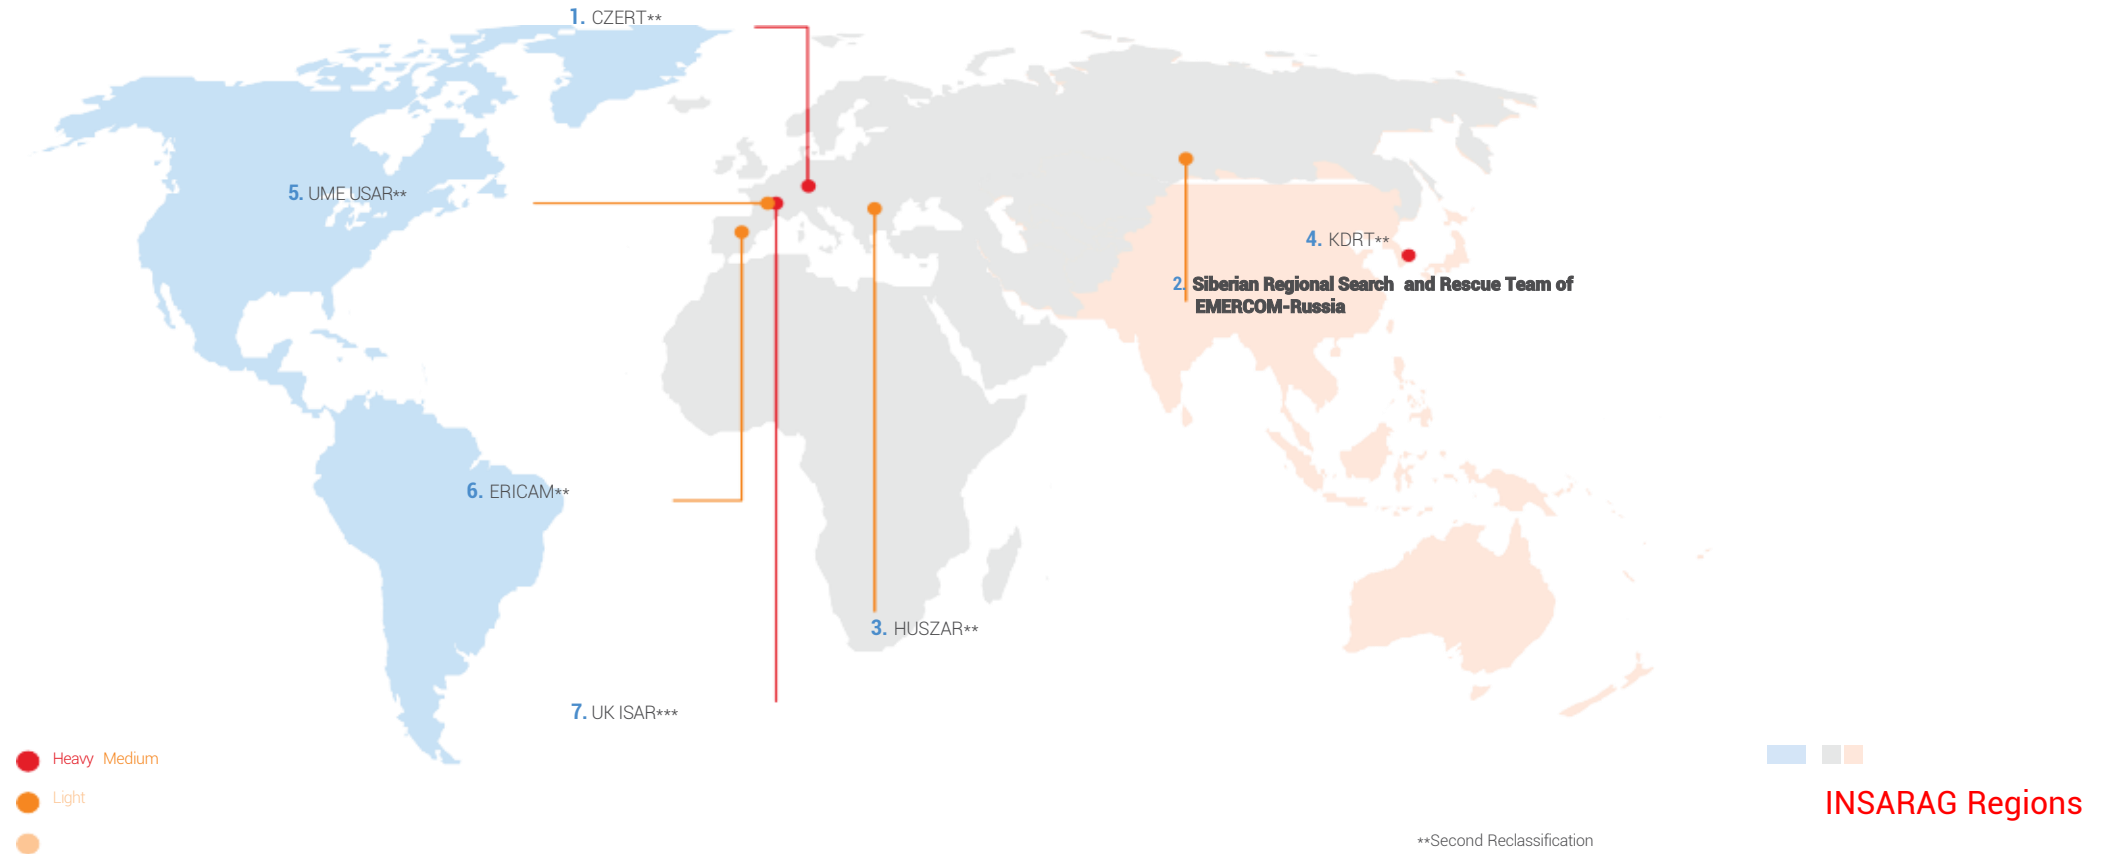 1. CZERT**
5. UME USAR**
4. KDRT**
2. Siberian Regional Search and Rescue Team of
EMERCOM-Russia
6. ERICAM**
3. HUSZAR**
7. UK ISAR***
Heavy Medium
Light
INSARAG Regions
**Second Reclassification